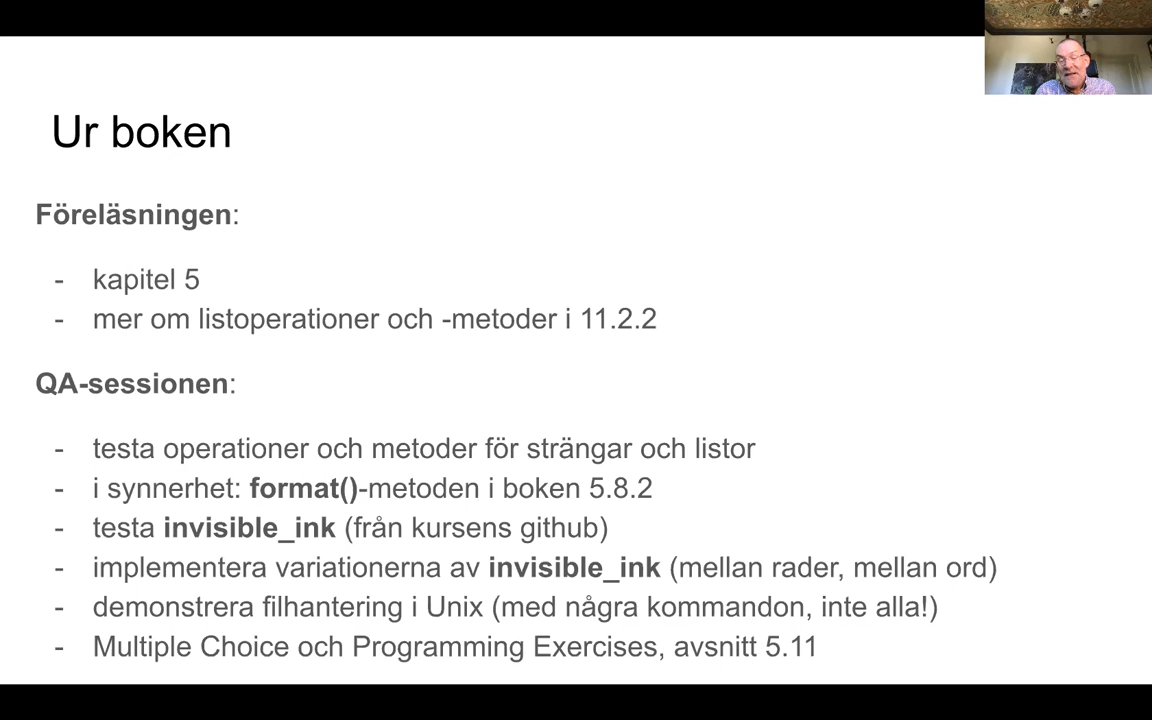 Ur boken
Föreläsningen:
- kapitel 5
- mer om listoperationer och -metoder i 11.2.2
QA-sessionen:
- testa operationer och metoder för strängar och listor
- i synnerhet: format()-metoden i boken 5.8.2
- testa invisible_ink (från kursens github)
- implementera variationerna av invisible_ink (mellan rader, mellan ord)
- demonstrera filhantering i Unix (med några kommandon, inte alla!)
- Multiple Choice och Programming Exercises, avsnitt 5.11